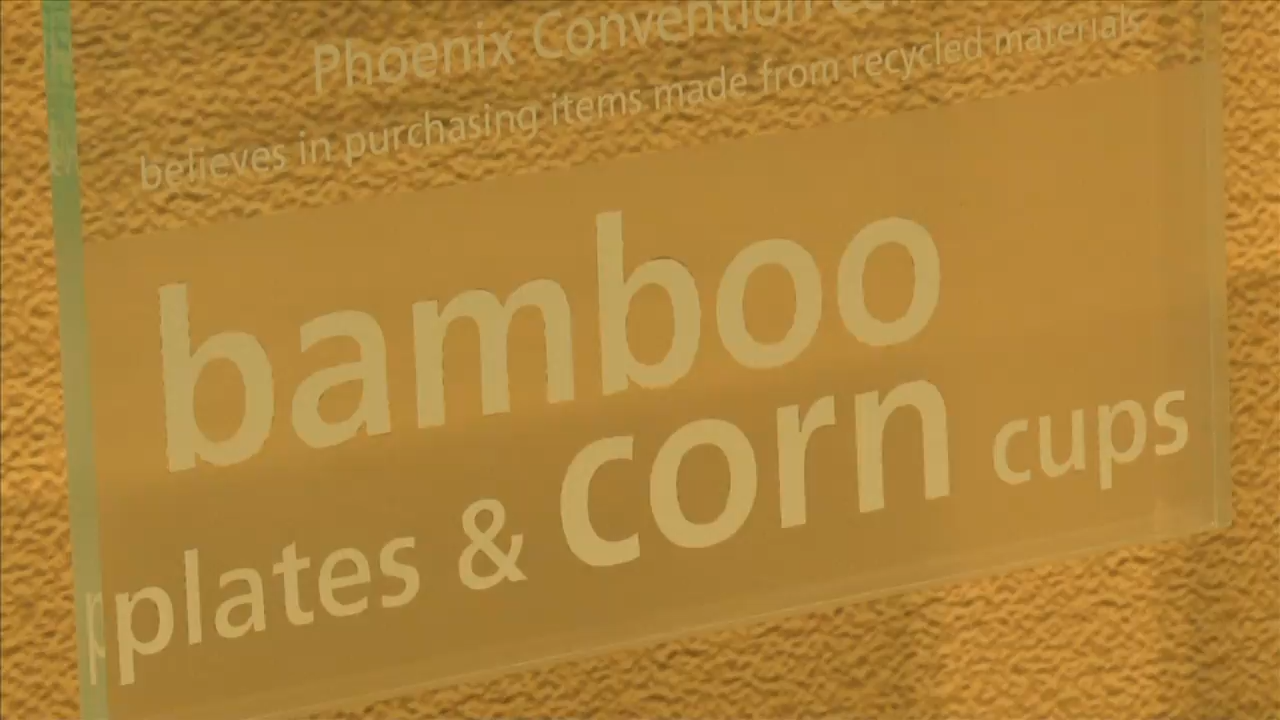 Phoenix Convention
believes in purchasing items made from recycled materials
bamboo
plates & corn cups